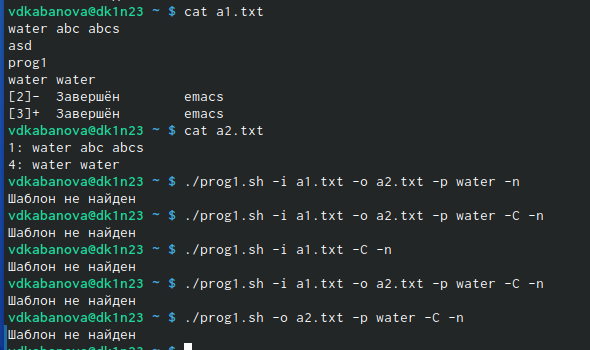 vdkabanova@dk1n23 ~ $ cat a1.txt
water abc abcs
asd
prog1
water water
[2]-  Завершён        emacs
[3]+  Завершён        emacs
vdkabanova@dk1n23 ~ $ cat a2.txt
1: water abc abcs
4: water water
vdkabanova@dk1n23 ~ $ ./prog1.sh -i a1.txt -o a2.txt -p water -n
Шаблон не найден
vdkabanova@dk1n23 ~ $ ./prog1.sh -i a1.txt -o a2.txt -p water -C -n
Шаблон не найден
vdkabanova@dk1n23 ~ $ ./prog1.sh -i a1.txt -C -n
Шаблон не найден
vdkabanova@dk1n23 ~ $ ./prog1.sh -i a1.txt -o a2.txt -p water -C -n
Шаблон не найден
vdkabanova@dk1n23 ~ $ ./prog1.sh -o a2.txt -p water -C -n
Шаблон не найден
vdkabanova@dk1n23 ~ $